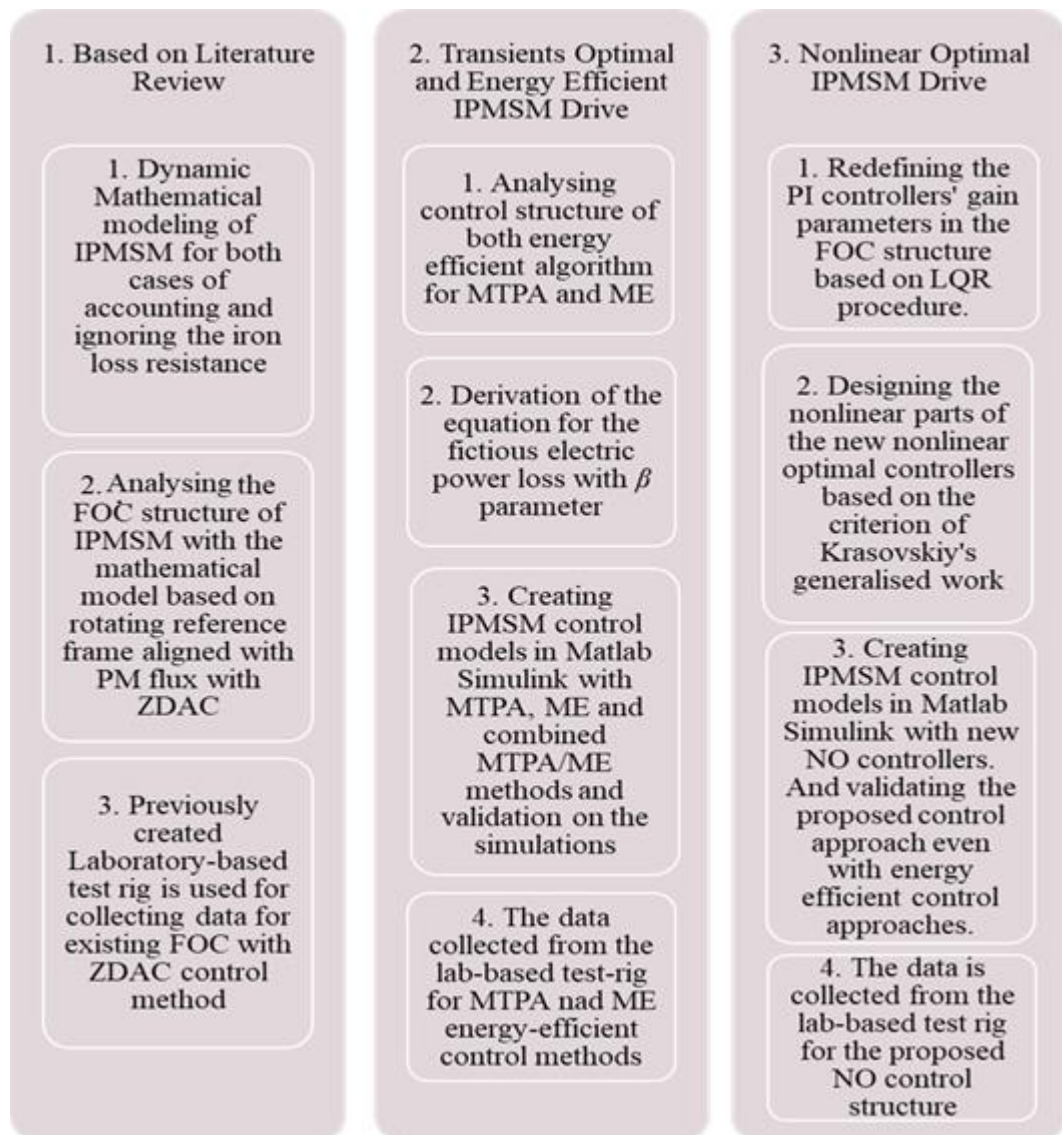 1. Based on Literature
Review
1. Dynamic
Mathematical
modeling of
IPMSM for both
cases of
accounting and
ignoring the iron
loss resistance
2. Analysing the
FOC structure of
IPMSM with the
mathematical
model based on
rotating reference
frame aligned with
PM flux with
ZDAC
3. Previously
created
Laboratory-based
test rig is used for
collecting data for
existing FOC with
ZDAC control
method
2. Transients Optimal
and Energy Efficient
IPMSM Drive
1. Analysing
control structure of
both energy
efficient algorithm
for MTPA and ME
2. Derivation of the
equation for the
fictious electric
power loss with β
parameter
3. Creating
IPMSM control
models in Matlab
Simulink with
MTPA, ME and
combined
MTPA/ME
methods and
validation on the
simulations
4. The data
collected from the
lab-based test-rig
for MTPA nad ME
energy-efficient
control methods
3. Nonlinear Optimal
IPMSM Drive
1. Redefining the
PI controllers' gain
parameters in the
FOC structure
based on LQR
procedure.
2. Designing the
nonlinear parts of
the new nonlinear
optimal controllers
based on the
criterion of
Krasovskiy's
generalised work
3. Creating
IPMSM control
models in Matlab
Simulink with new
NO controllers.
And validating the
proposed control
approach even
with energy
efficient control
approaches.
4. The data is
collected from the
lab-based test rig
for the proposed
NO control
structure